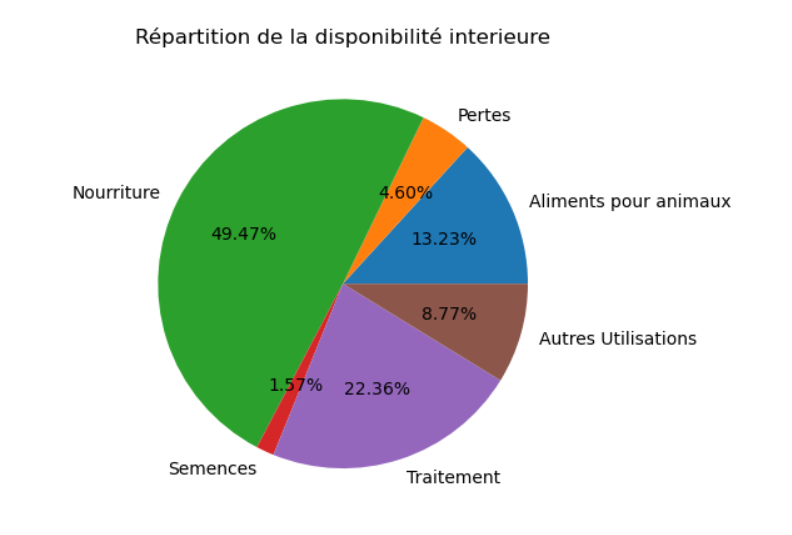 Répartition de la disponibilité interieure
Pertes
Nourriture
4.60%
Aliments pour animaux
49.47%
13.23%
8.77%
Autres Utilisations
1.57%
22.36%
Semences
Traitement